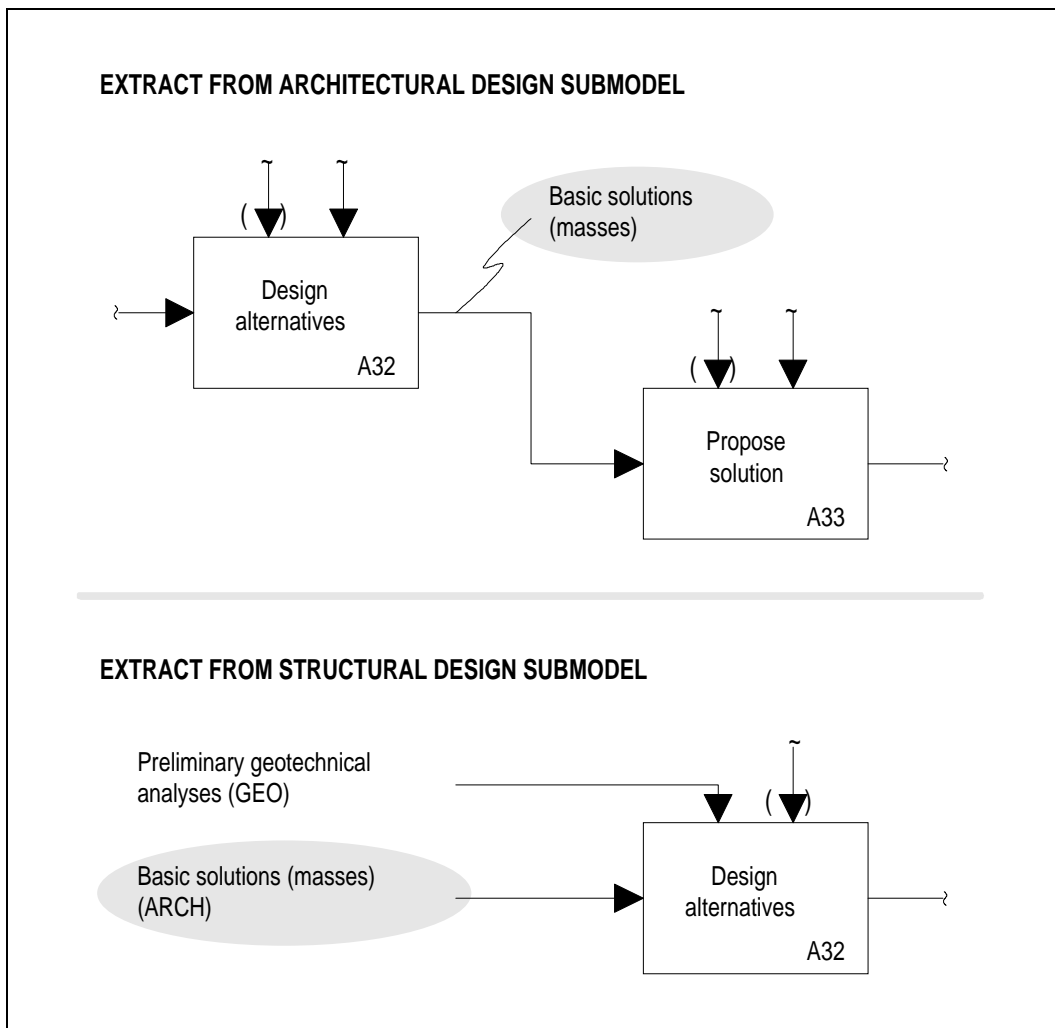 EXTRACT FROM ARCHITECTURAL DESIGN SUBMODEL
~ ~
Basic solutions
(masses)
( )
Design
alternatives
A32
~ ~
( )
Propose
solution
A33
EXTRACT FROM STRUCTURAL DESIGN SUBMODEL
~
Preliminary geotechnical
analyses (GEO)
( )
Basic solutions (masses)
(ARCH)
Design
alternatives
A32